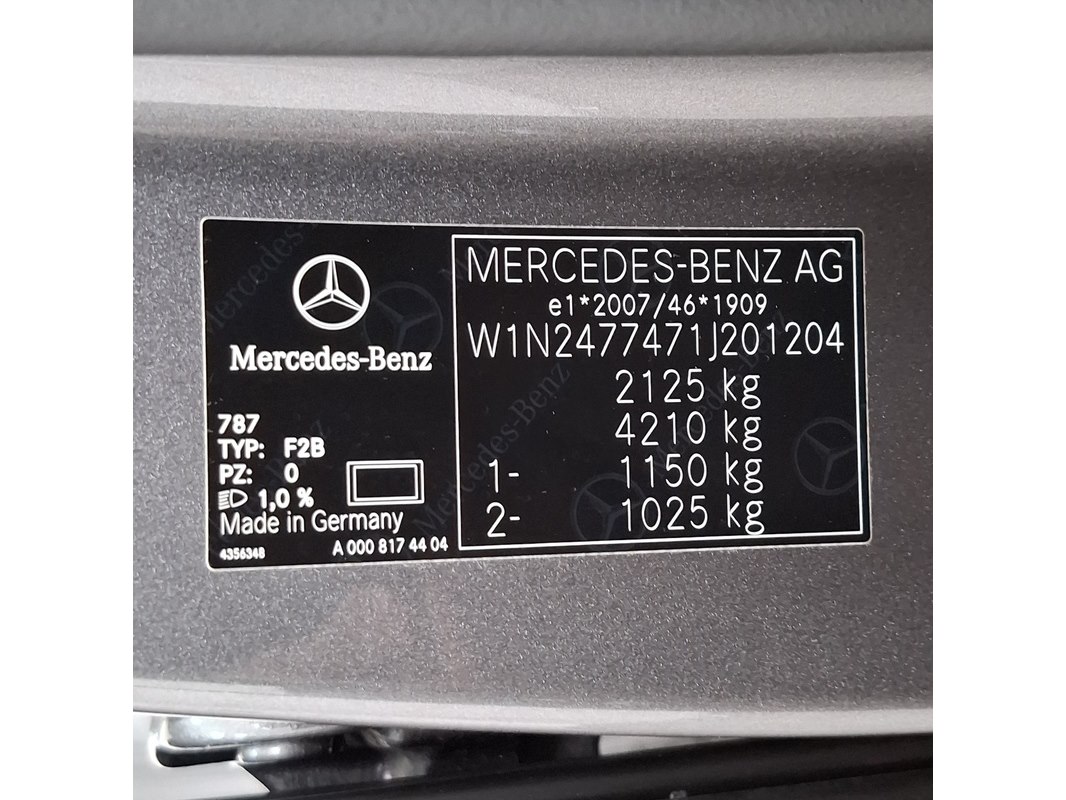 Mercedes-Benz
787
TYP: F2B
PZ: 0
1,0 %
Made in Germany
4356348 A 000 817 44 04
MERCEDES-BENZ AG
e1*2007/46*1909
W1N2477471J201204
2125 kg
4210 kg
1- 1150 kg
2- 1025 kg